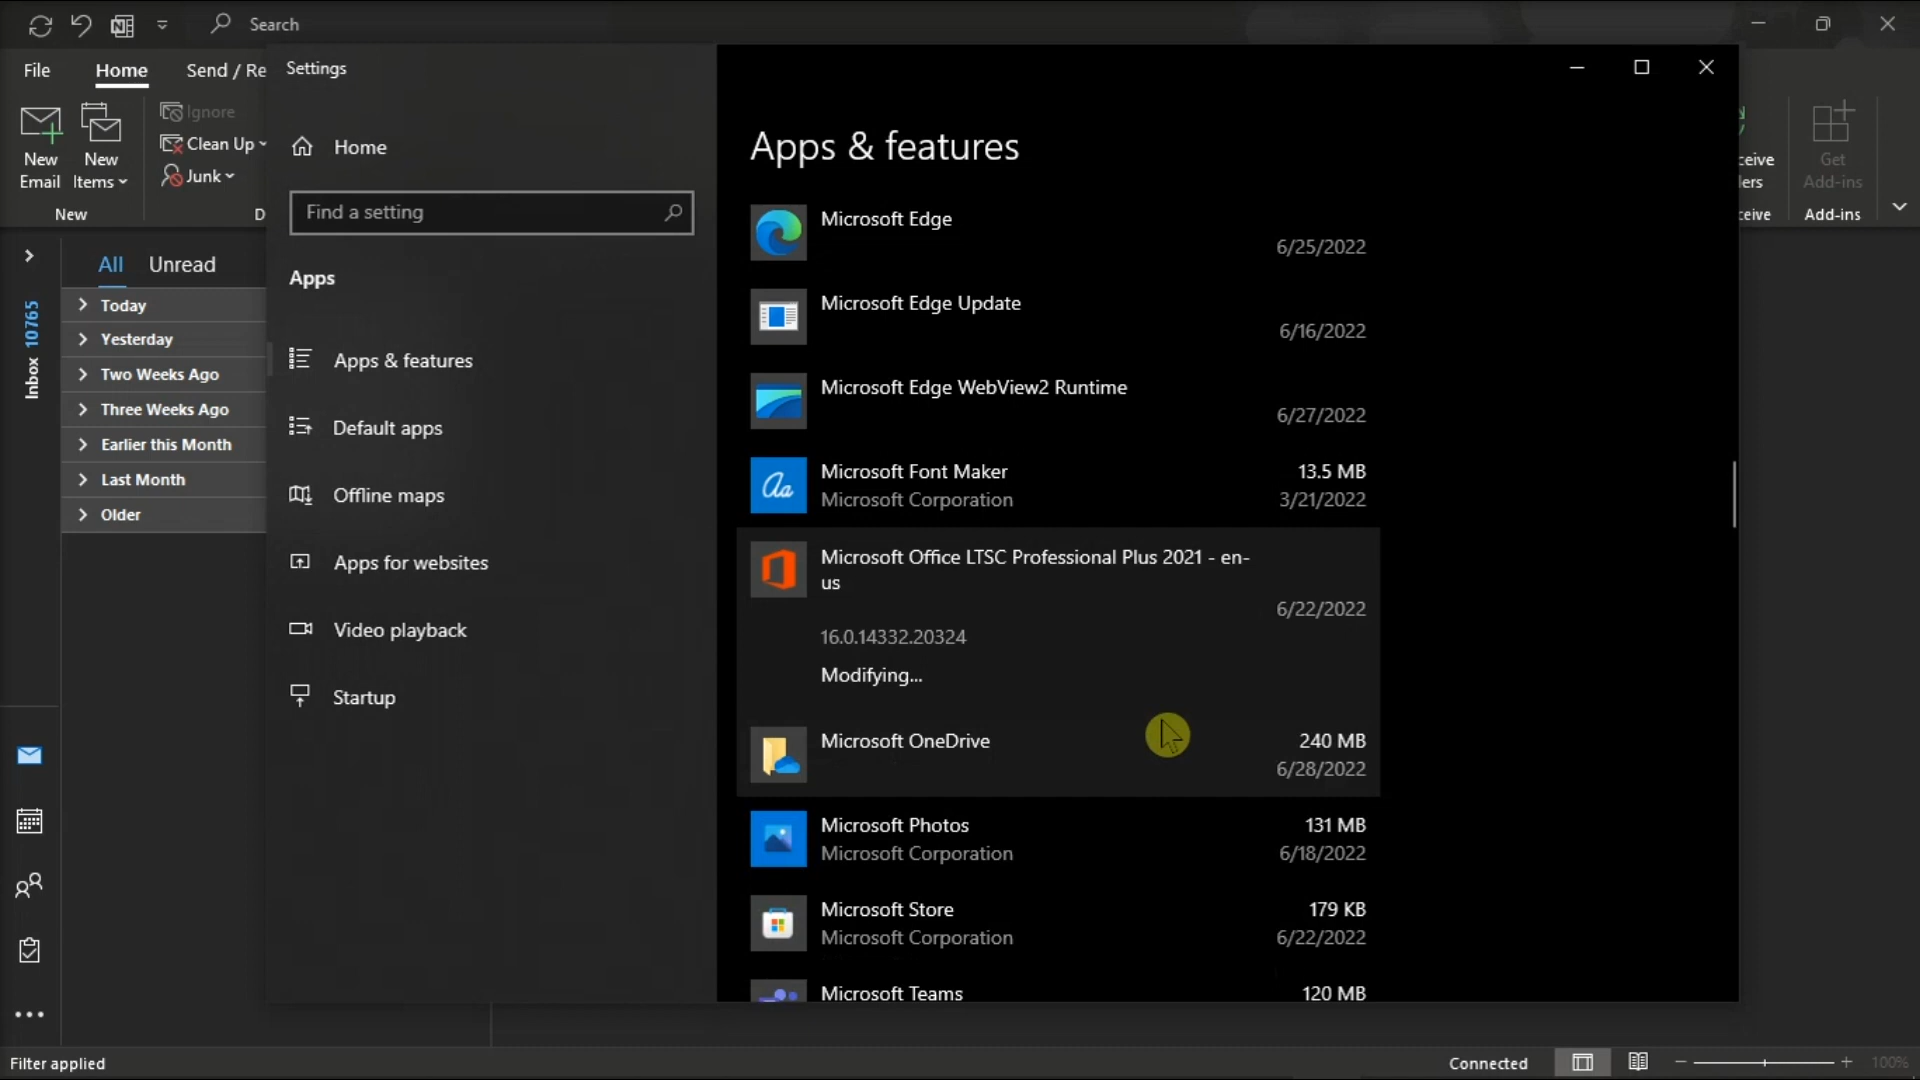 Search
File
Home
Send / Re
New
Email
New
Items
Ignore
Clean Up
Junk
New
D
Settings
Home
Find a setting
Apps
Apps & features
Default apps
Offline maps
Apps for websites
Video playback
Startup
Inbox 10765
All
Unread
Today
Yesterday
Two Weeks Ago
Three Weeks Ago
Earlier this Month
Last Month
Older
Apps & features
Microsoft Edge
6/25/2022
Microsoft Edge Update
6/16/2022
Microsoft Edge WebView2 Runtime
6/27/2022
Microsoft Font Maker
13.5 MB
Microsoft Corporation
3/21/2022
Microsoft Office LTSC Professional Plus 2021 - en-
us
6/22/2022
16.0.14332.20324
Modifying...
Microsoft OneDrive
240 MB
6/28/2022
Microsoft Photos
131 MB
Microsoft Corporation
6/18/2022
Microsoft Store
179 KB
Microsoft Corporation
6/22/2022
Microsoft Teams
120 MB
ceive
lers
ceive
Get
Add-ins
Add-ins
Filter applied
Connected
100%